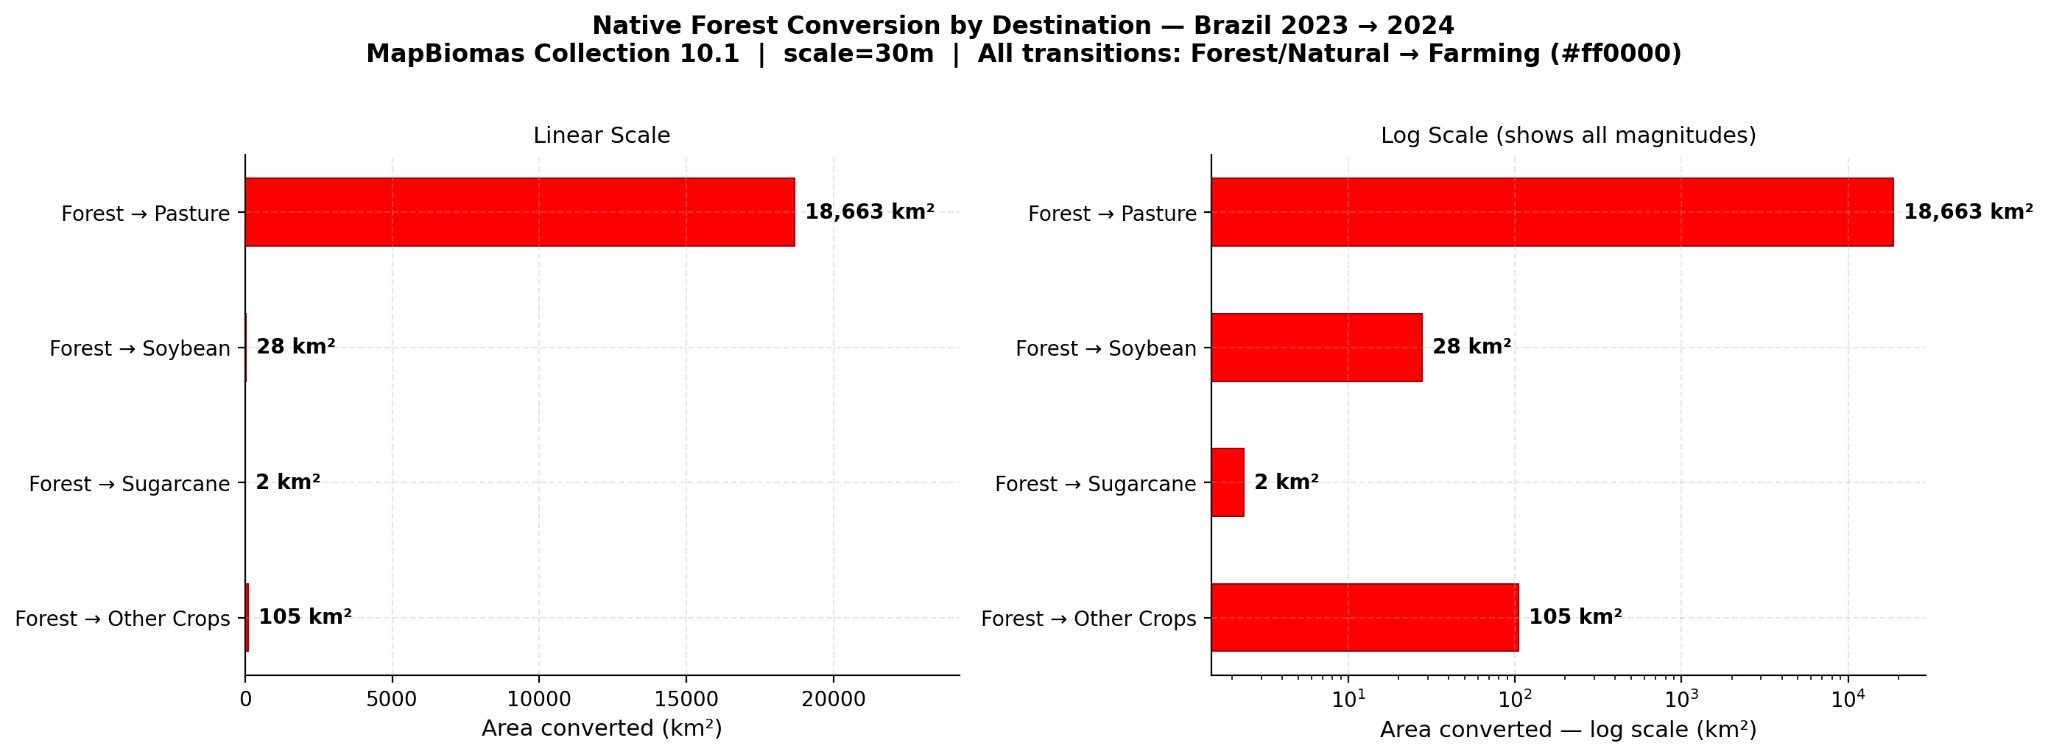 Native Forest Conversion by Destination — Brazil 2023 → 2024
MapBiomas Collection 10.1 | scale=30m | All transitions: Forest/Natural → Farming (#ff0000)
Linear Scale
Forest → Pasture
18,663 km²
Forest → Soybean
28 km²
Forest → Sugarcane
2 km²
Forest → Other Crops
105 km²
0 5000 10000 15000 20000
Area converted (km²)
Log Scale (shows all magnitudes)
Forest → Pasture
18,663 km²
Forest → Soybean
28 km²
Forest → Sugarcane
2 km²
Forest → Other Crops
105 km²
10¹ 10² 10³ 10⁴
Area converted — log scale (km²)